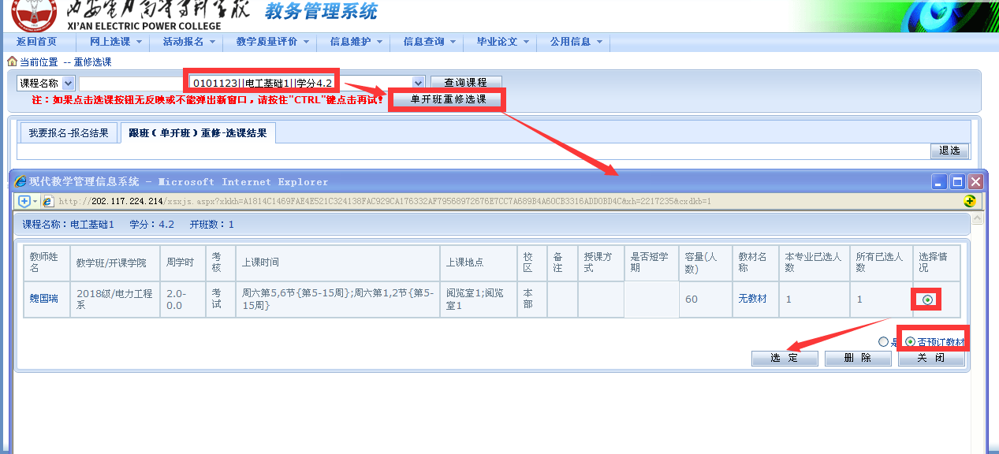 西安电力高等专科学校 教务管理系统
XI'AN ELECTRIC POWER COLLEGE
返回首页 网上选课 活动报名 教学质量评价 信息维护 信息查询 毕业论文 公用信息
当前位置 -- 重修选课
课程名称 0101123||电工基础1||学分4.2 查询课程
注：如果点击选课按钮无反映或不能弹出新窗口，请按住"CTRL"键点击再试！ 单开班重修选课
我要报名-报名结果 跟班（单开班）重修-选课结果
退选
现代教学管理信息系统 - Microsoft Internet Explorer
http://202.117.224.214/xsxjs.aspx?xkkh=A1814C1469FAE4E521C324138FAC929CA176332AF79568972676E7CC7A689B4A60CB3316ADD0BD4C&xh=2217235&cxdkb=1
课程名称：电工基础1 学分：4.2 开班数：1
教师姓名 教学班/开课学院 周学时 考核 上课时间 上课地点 校区 备注 授课方式 是否短学期 容量(人数) 教材名称 本专业已选人数 所有已选人数 选择情况
魏国瑞 2018级/电力工程系 2.0-0.0 考试 周六第5,6节{第5-15周};周六第1,2节{第5-15周} 阅览室1;阅览室1 本部 60 无教材 1 1
是 否预订教材
选 定 删 除 关 闭